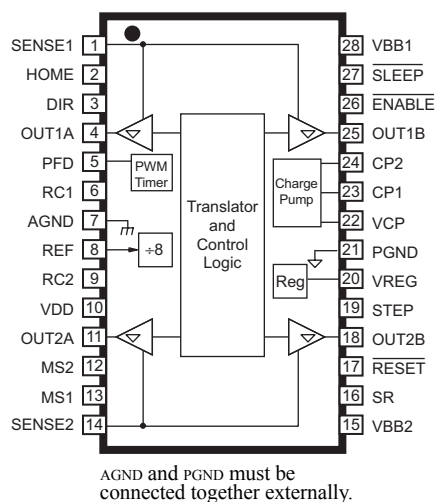 SENSE1 1
HOME 2
DIR 3
OUT1A 4
PFD 5
RC1 6
AGND 7
REF 8
RC2 9
VDD 10
OUT2A 11
MS2 12
MS1 13
SENSE2 14
PWM
Timer
÷8
Translator
and
Control
Logic
Charge
Pump
Reg
28 VBB1
27 SLEEP
26 ENABLE
25 OUT1B
24 CP2
23 CP1
22 VCP
21 PGND
20 VREG
19 STEP
18 OUT2B
17 RESET
16 SR
15 VBB2
AGND and PGND must be
connected together externally.